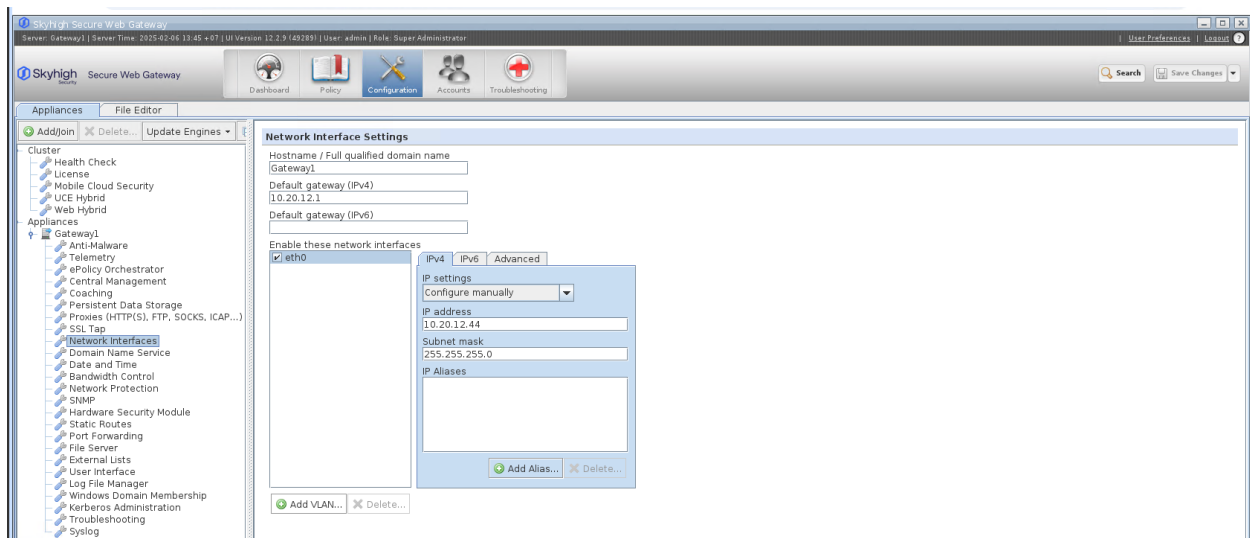 Skyhigh Secure Web Gateway
Server: Gateway1 | Server Time: 2025-02-06 13:45 +07 | UI Version 12.2.9 (49289) | User: admin | Role: Super Administrator
| User Preferences | Logout ?
Skyhigh Security Secure Web Gateway
Dashboard Policy Configuration Accounts Troubleshooting
Search Save Changes
Appliances File Editor
Add/Join Delete... Update Engines
Cluster
Health Check
License
Mobile Cloud Security
UCE Hybrid
Web Hybrid
Appliances
Gateway1
Anti-Malware
Telemetry
ePolicy Orchestrator
Central Management
Coaching
Persistent Data Storage
Proxies (HTTP(S), FTP, SOCKS, ICAP...)
SSL Tap
Network Interfaces
Domain Name Service
Date and Time
Bandwidth Control
Network Protection
SNMP
Hardware Security Module
Static Routes
Port Forwarding
File Server
External Lists
User Interface
Log File Manager
Windows Domain Membership
Kerberos Administration
Troubleshooting
Syslog
Network Interface Settings
Hostname / Full qualified domain name
Gateway1
Default gateway (IPv4)
10.20.12.1
Default gateway (IPv6)
Enable these network interfaces
eth0
IPv4 IPv6 Advanced
IP settings
Configure manually
IP address
10.20.12.44
Subnet mask
255.255.255.0
IP Aliases
Add Alias... Delete...
Add VLAN... Delete...